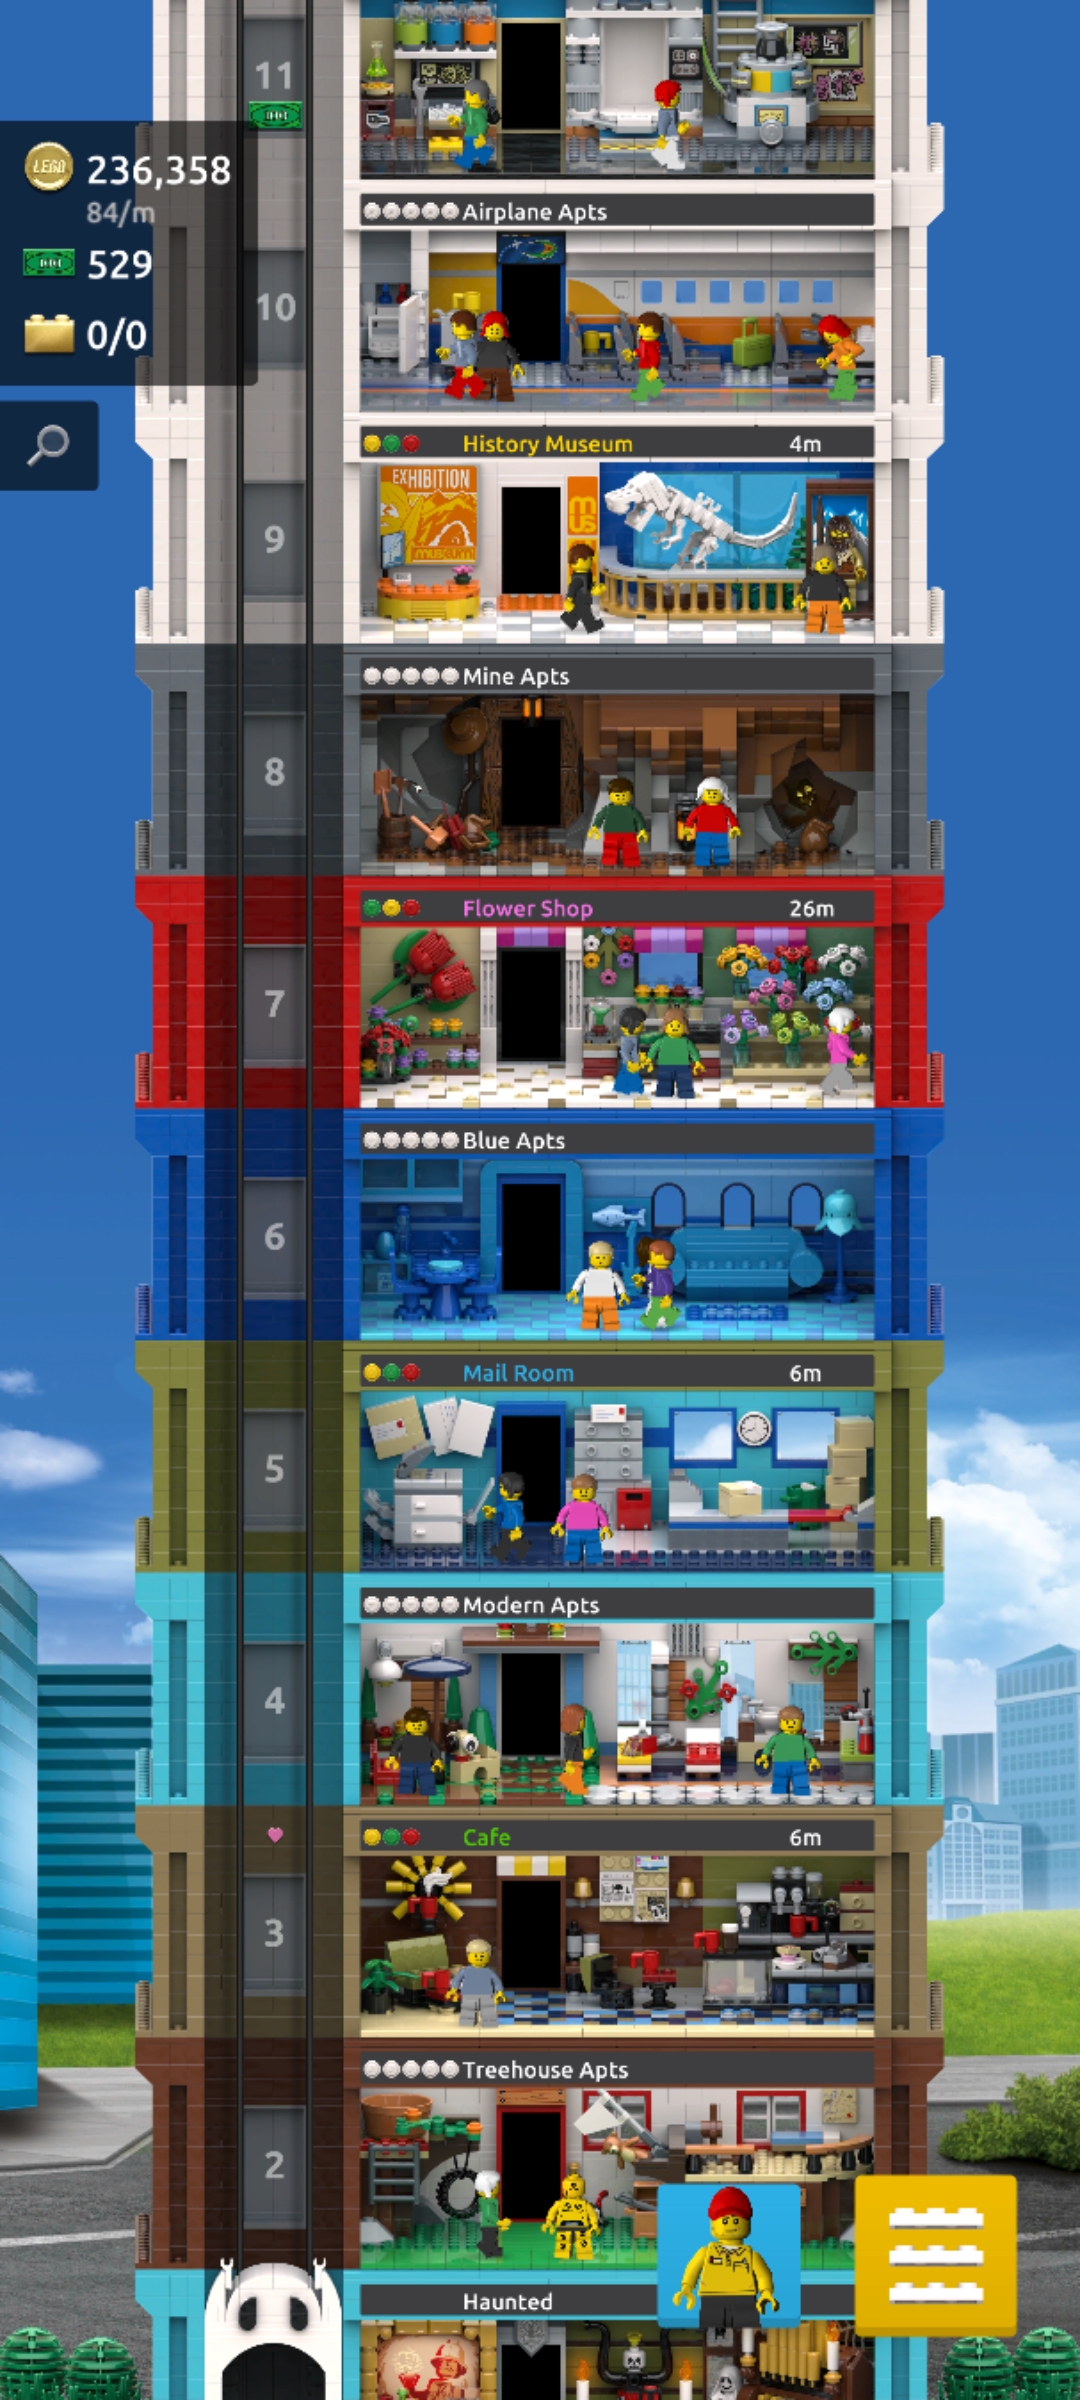 11
LEGO 236,358
84/m
529
0/0
Airplane Apts
10
History Museum 4m
EXHIBITION
museum
mus
9
Mine Apts
8
Flower Shop 26m
7
Blue Apts
6
Mail Room 6m
5
Modern Apts
4
Cafe 6m
3
Treehouse Apts
2
Haunted